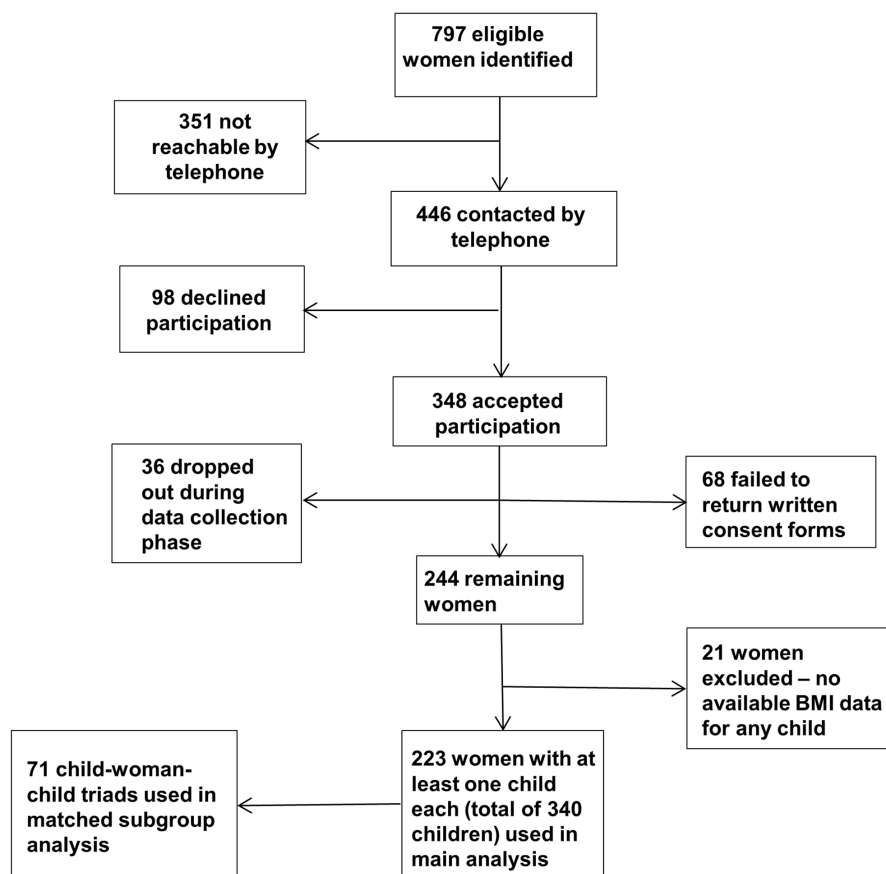 797 eligible
women identified
351 not
reachable by
telephone
446 contacted by
telephone
98 declined
participation
348 accepted
participation
36 dropped
out during
data collection
phase
68 failed to
return written
consent forms
244 remaining
women
21 women
excluded – no
available BMI data
for any child
71 child-woman-
child triads used in
matched subgroup
analysis
223 women with at
least one child
each (total of 340
children) used in
main analysis